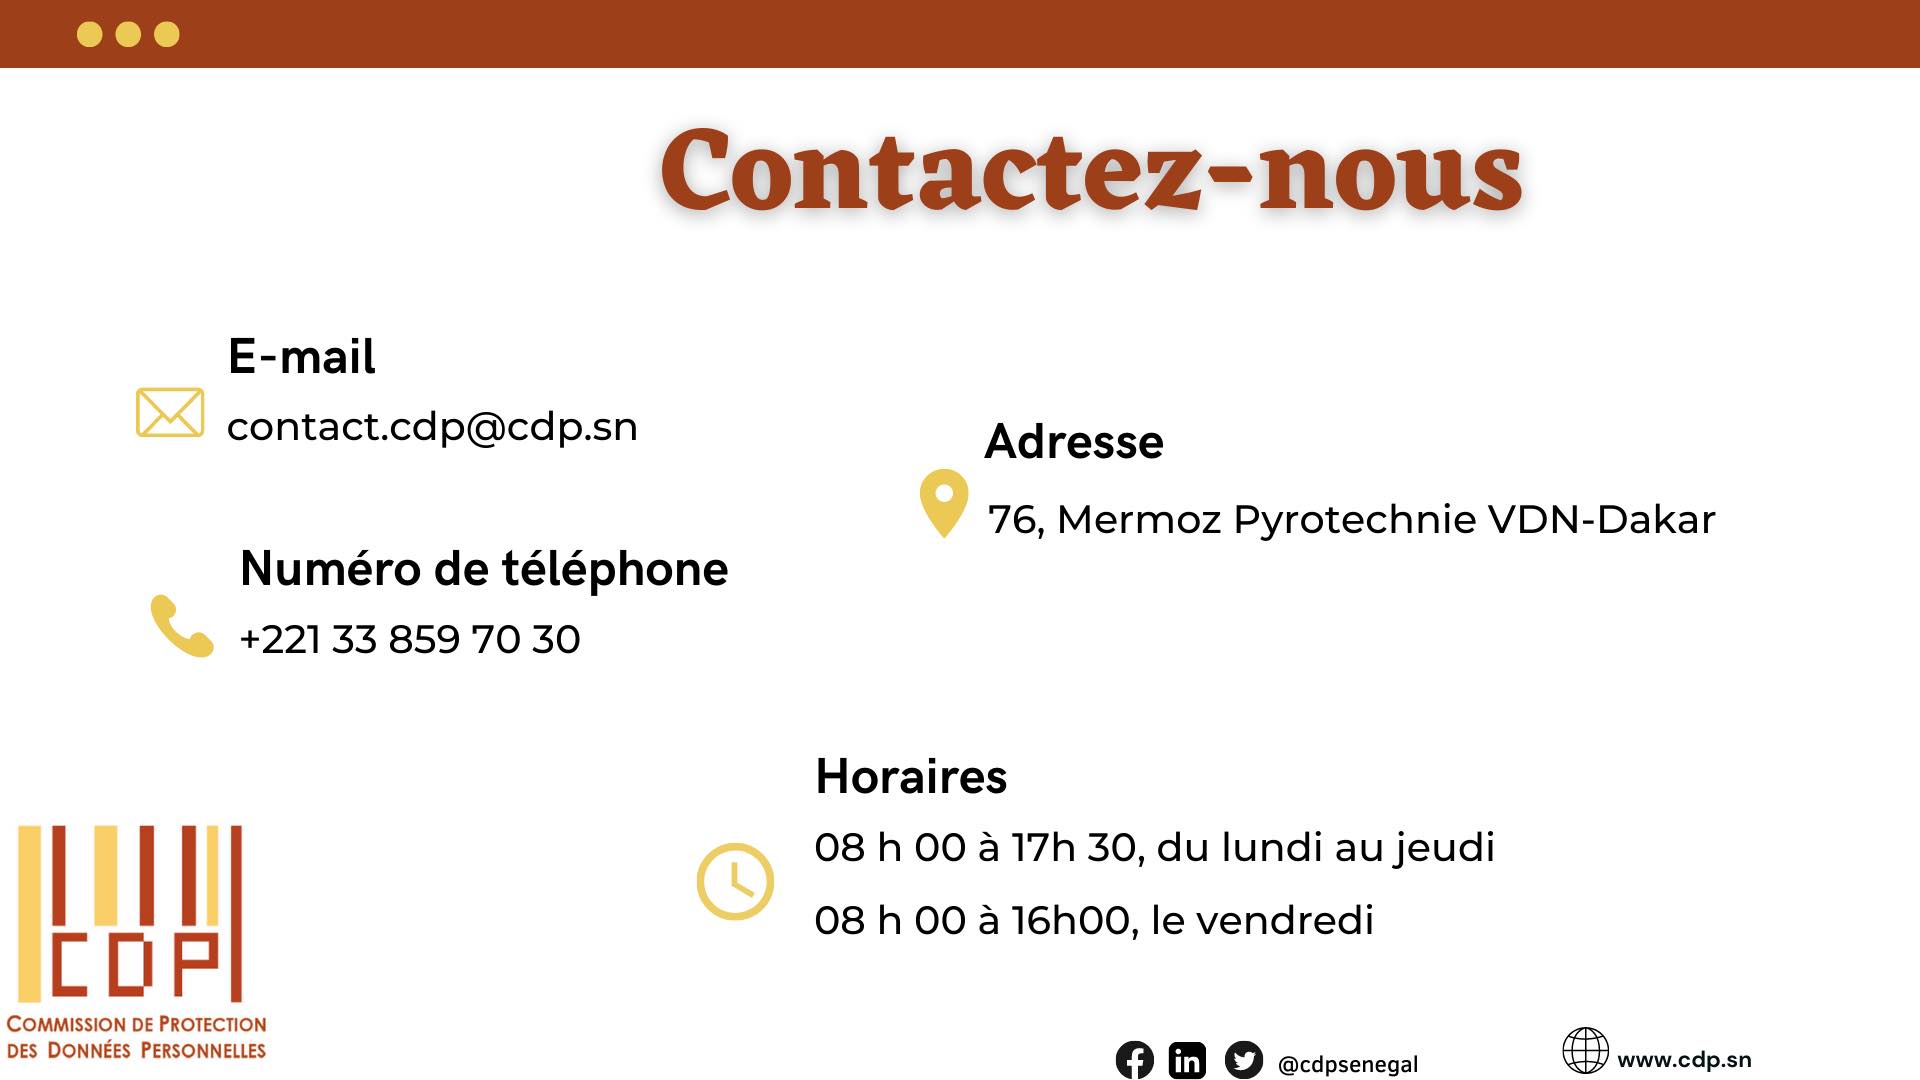 Contactez-nous
E-mail
contact.cdp@cdp.sn
Adresse
76, Mermoz Pyrotechnie VDN-Dakar
Numéro de téléphone
+221 33 859 70 30
Horaires
08 h 00 à 17h 30, du lundi au jeudi
08 h 00 à 16h00, le vendredi
CDP
COMMISSION DE PROTECTION
DES DONNÉES PERSONNELLES
@cdpsenegal
www.cdp.sn